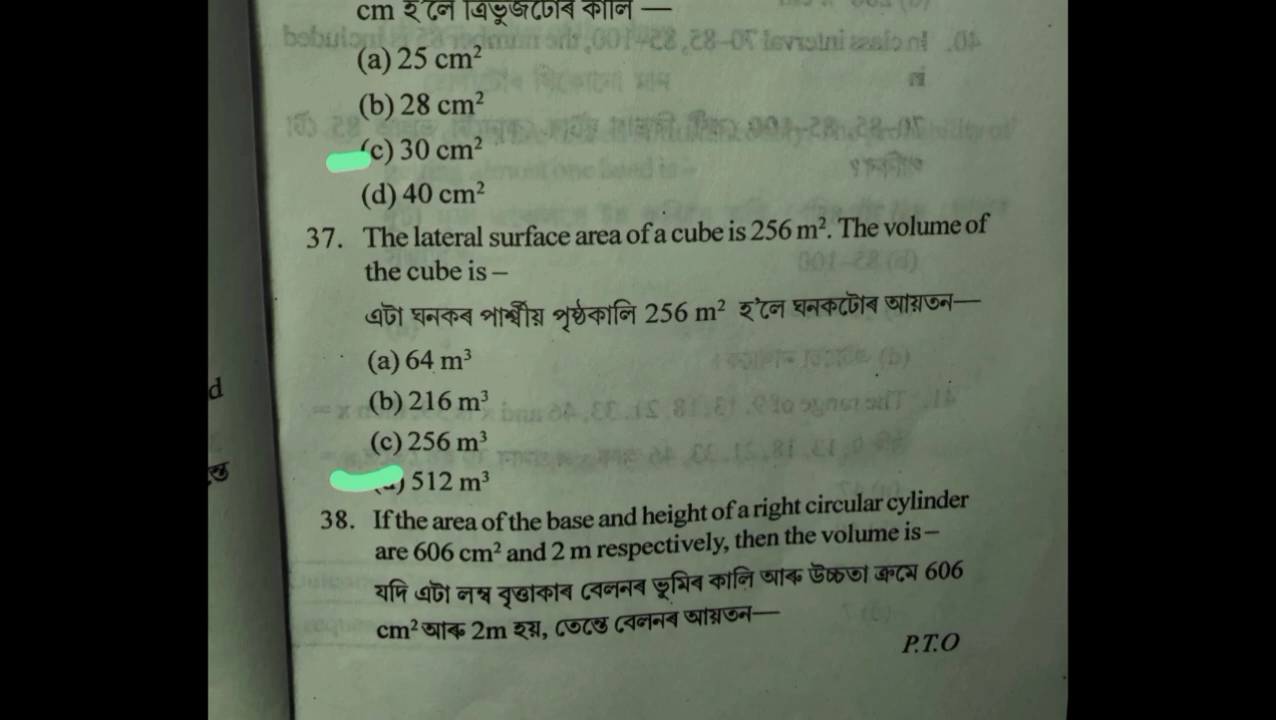 cm হ'লে ত্ৰিভুজটোৰ কালি —
(a) 25 cm²
(b) 28 cm²
(c) 30 cm²
(d) 40 cm²
37. The lateral surface area of a cube is 256 m². The volume of
the cube is –
এটা ঘনকৰ পাৰ্শ্বীয় পৃষ্ঠকালি 256 m² হ'লে ঘনকটোৰ আয়তন—
(a) 64 m³
(b) 216 m³
(c) 256 m³
) 512 m³
38. If the area of the base and height of a right circular cylinder
are 606 cm² and 2 m respectively, then the volume is –
যদি এটা লম্ব বৃত্তাকাৰ বেলনৰ ভূমিৰ কালি আৰু উচ্চতা ক্ৰমে 606
cm² আৰু 2m হয়, তেন্তে বেলনৰ আয়তন—
P.T.O
d